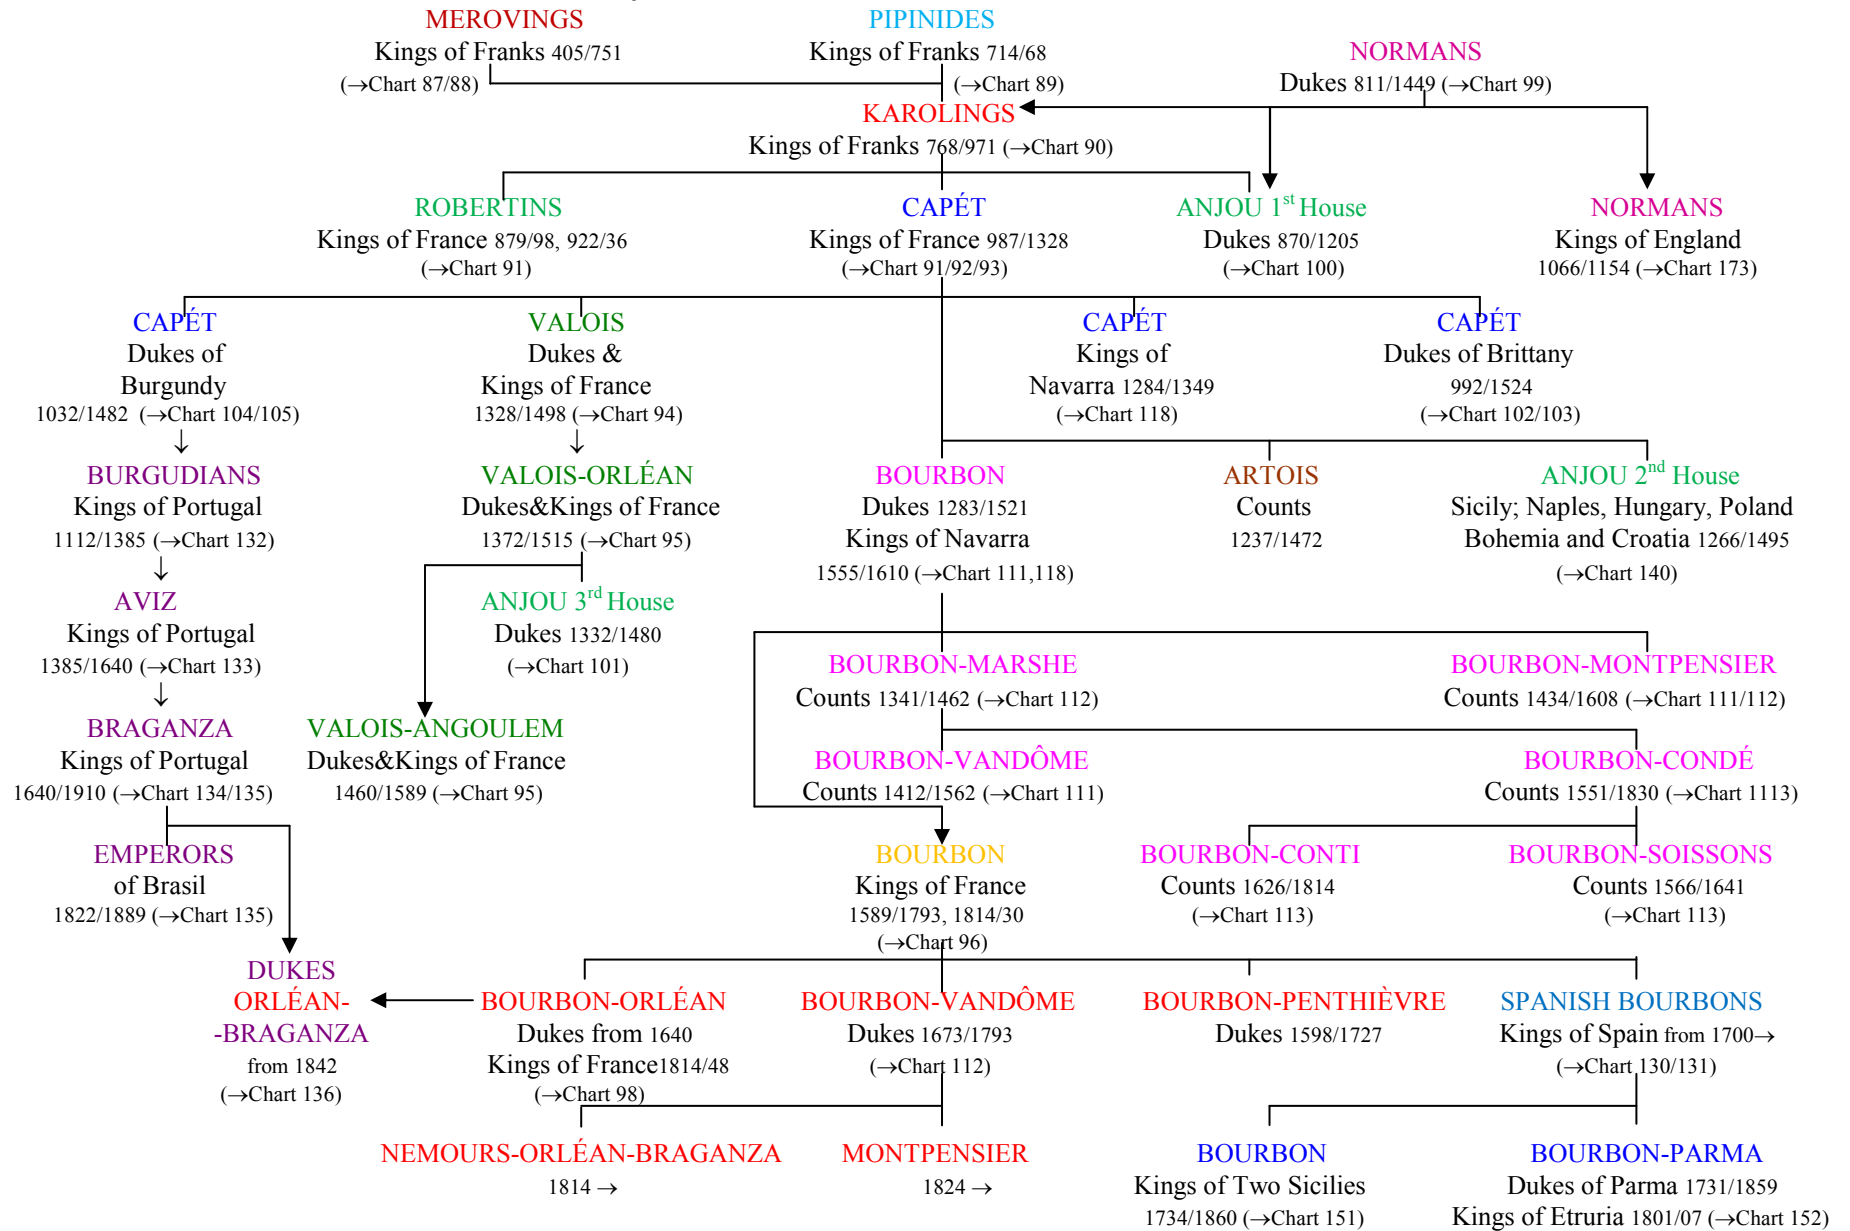 MEROVINGS
Kings of Franks 405/751
(→Chart 87/88)
PIPINIDES
Kings of Franks 714/68
(→Chart 89)
NORMANS
Dukes 811/1449 (→Chart 99)
KAROLINGS
Kings of Franks 768/971 (→Chart 90)
ROBERTINS
Kings of France 879/98, 922/36
(→Chart 91)
CAPÉT
Kings of France 987/1328
(→Chart 91/92/93)
ANJOU 1st House
Dukes 870/1205
(→Chart 100)
NORMANS
Kings of England
1066/1154 (→Chart 173)
CAPÉT
Dukes of
Burgundy
1032/1482 (→Chart 104/105)
↓
VALOIS
Dukes &
Kings of France
1328/1498 (→Chart 94)
↓
CAPÉT
Kings of
Navarra 1284/1349
(→Chart 118)
CAPÉT
Dukes of Brittany
992/1524
(→Chart 102/103)
BURGUDIANS
Kings of Portugal
1112/1385 (→Chart 132)
↓
VALOIS-ORLÉAN
Dukes&Kings of France
1372/1515 (→Chart 95)
BOURBON
Dukes 1283/1521
Kings of Navarra
1555/1610 (→Chart 111,118)
ARTOIS
Counts
1237/1472
ANJOU 2nd House
Sicily; Naples, Hungary, Poland
Bohemia and Croatia 1266/1495
(→Chart 140)
AVIZ
Kings of Portugal
1385/1640 (→Chart 133)
↓
ANJOU 3rd House
Dukes 1332/1480
(→Chart 101)
BOURBON-MARSHE
Counts 1341/1462 (→Chart 112)
BOURBON-MONTPENSIER
Counts 1434/1608 (→Chart 111/112)
BRAGANZA
Kings of Portugal
1640/1910 (→Chart 134/135)
VALOIS-ANGOULEM
Dukes&Kings of France
1460/1589 (→Chart 95)
BOURBON-VANDÔME
Counts 1412/1562 (→Chart 111)
BOURBON-CONDÉ
Counts 1551/1830 (→Chart 1113)
EMPERORS
of Brasil
1822/1889 (→Chart 135)
BOURBON
Kings of France
1589/1793, 1814/30
(→Chart 96)
BOURBON-CONTI
Counts 1626/1814
(→Chart 113)
BOURBON-SOISSONS
Counts 1566/1641
(→Chart 113)
DUKES
ORLÉAN-
-BRAGANZA
from 1842
(→Chart 136)
BOURBON-ORLÉAN
Dukes from 1640
Kings of France1814/48
(→Chart 98)
BOURBON-VANDÔME
Dukes 1673/1793
(→Chart 112)
BOURBON-PENTHIÈVRE
Dukes 1598/1727
SPANISH BOURBONS
Kings of Spain from 1700→
(→Chart 130/131)
NEMOURS-ORLÉAN-BRAGANZA
1814 →
MONTPENSIER
1824 →
BOURBON
Kings of Two Sicilies
1734/1860 (→Chart 151)
BOURBON-PARMA
Dukes of Parma 1731/1859
Kings of Etruria 1801/07 (→Chart 152)